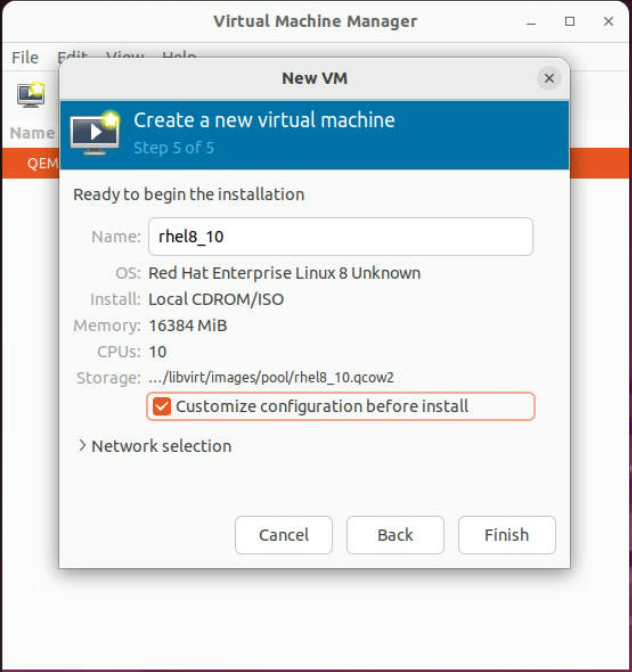 Virtual Machine Manager
File Edit View Help
New VM
Create a new virtual machine
Step 5 of 5
Name
QEM
Ready to begin the installation
Name: rhel8_10
OS: Red Hat Enterprise Linux 8 Unknown
Install: Local CDROM/ISO
Memory: 16384 MiB
CPUs: 10
Storage: .../libvirt/images/pool/rhel8_10.qcow2
Customize configuration before install
Network selection
Cancel Back Finish